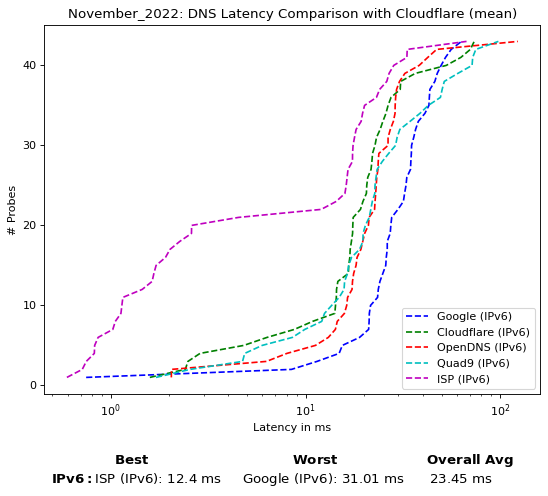 November_2022: DNS Latency Comparison with Cloudflare (mean)
40
30
20
10
0
# Probes
10⁰
10¹
10²
Latency in ms
Google (IPv6)
Cloudflare (IPv6)
OpenDNS (IPv6)
Quad9 (IPv6)
ISP (IPv6)
Best Worst Overall Avg
IPv6: ISP (IPv6): 12.4 ms Google (IPv6): 31.01 ms 23.45 ms